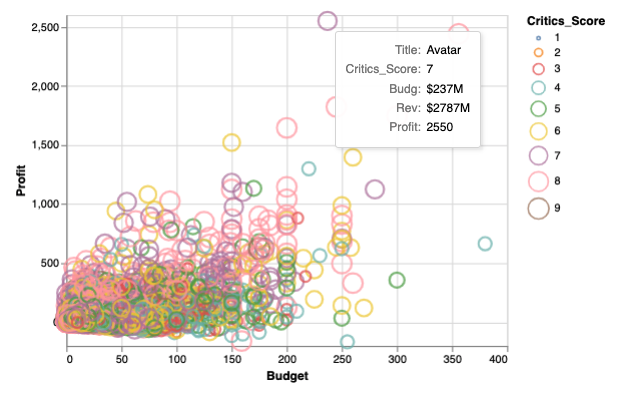 Critics_Score
1
2
3
4
5
6
7
8
9
Title: Avatar
Critics_Score: 7
Budg: $237M
Rev: $2787M
Profit: 2550
Profit
2,500
2,000
1,500
1,000
500
0
0 50 100 150 200 250 300 350 400
Budget